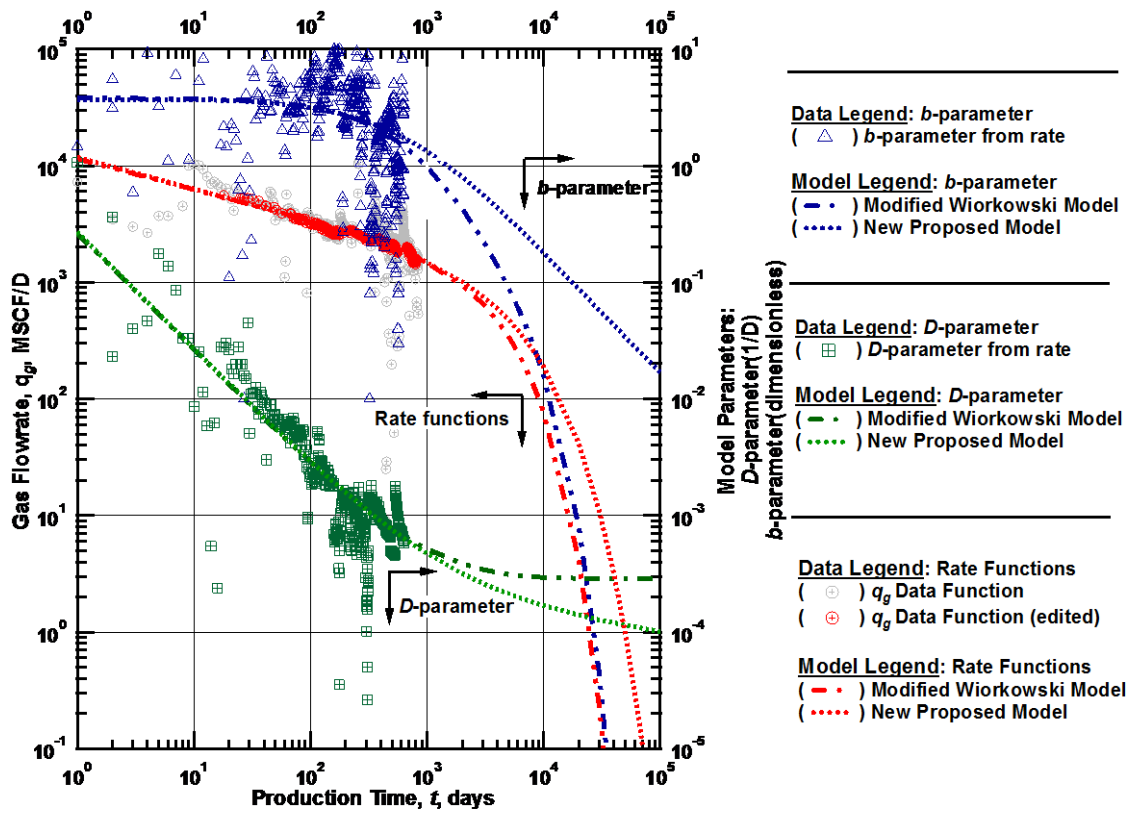 10⁰ 10¹ 10² 10³ 10⁴ 10⁵
10⁵
10⁴
10³
10²
10¹
10⁰
10⁻¹
Gas Flowrate, qg, MSCF/D
b-parameter
Rate functions
D-parameter
10¹
10⁰
10⁻¹
10⁻²
10⁻³
10⁻⁴
10⁻⁵
Model Parameters:
D-parameter(1/D)
b-parameter(dimensionless)
10⁰ 10¹ 10² 10³ 10⁴ 10⁵
Production Time, t, days
Data Legend: b-parameter
( ) b-parameter from rate
Model Legend: b-parameter
( ) Modified Wiorkowski Model
( ) New Proposed Model
Data Legend: D-parameter
( ) D-parameter from rate
Model Legend: D-parameter
( ) Modified Wiorkowski Model
( ) New Proposed Model
Data Legend: Rate Functions
( ) qg Data Function
( ) qg Data Function (edited)
Model Legend: Rate Functions
( ) Modified Wiorkowski Model
( ) New Proposed Model